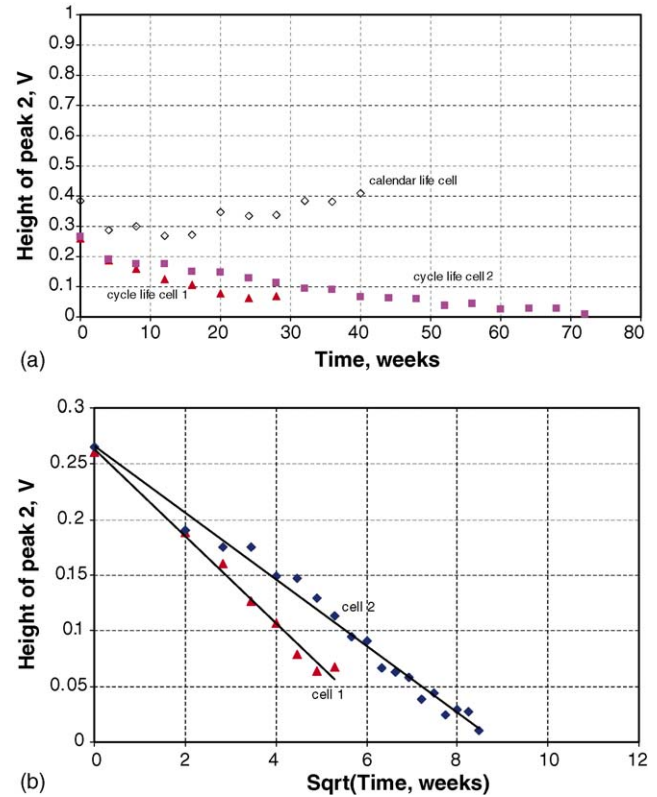 1
0.9
0.8
0.7
0.6
0.5
0.4
0.3
0.2
0.1
0
Height of peak 2, V
calendar life cell
cycle life cell 2
cycle life cell 1
0 10 20 30 40 50 60 70 80
Time, weeks
(a)
0.3
0.25
0.2
0.15
0.1
0.05
0
Height of peak 2, V
cell 2
cell 1
0 2 4 6 8 10 12
Sqrt(Time, weeks)
(b)